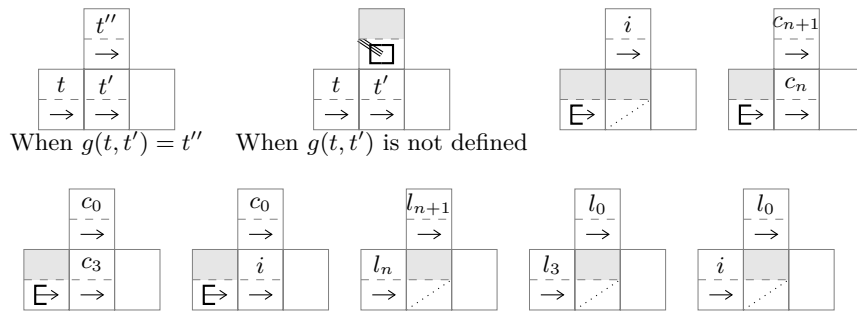 t'' i c_{n+1}
t t' t t' c_n
When g(t, t') = t'' When g(t, t') is not defined
c_0 c_0 l_{n+1} l_0 l_0
c_3 i l_n l_3 i